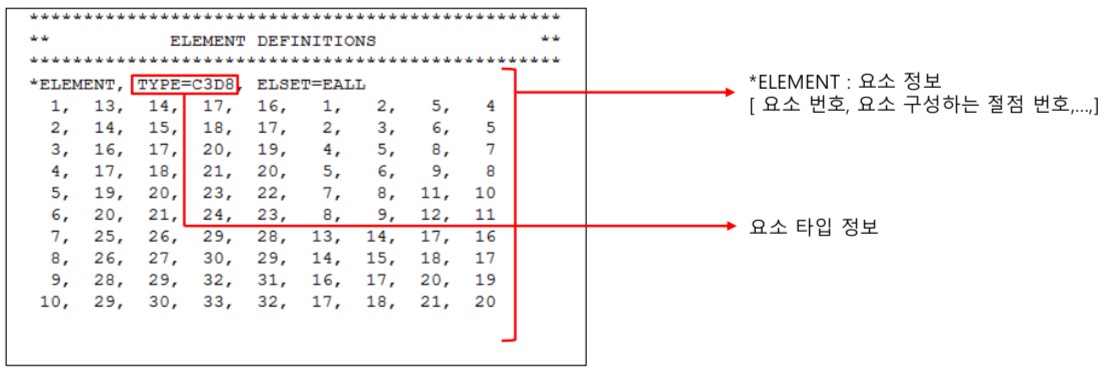 **************************************************
** ELEMENT DEFINITIONS **
**************************************************
*ELEMENT, TYPE=C3D8, ELSET=EALL
1, 13, 14, 17, 16, 1, 2, 5, 4
2, 14, 15, 18, 17, 2, 3, 6, 5
3, 16, 17, 20, 19, 4, 5, 8, 7
4, 17, 18, 21, 20, 5, 6, 9, 8
5, 19, 20, 23, 22, 7, 8, 11, 10
6, 20, 21, 24, 23, 8, 9, 12, 11
7, 25, 26, 29, 28, 13, 14, 17, 16
8, 26, 27, 30, 29, 14, 15, 18, 17
9, 28, 29, 32, 31, 16, 17, 20, 19
10, 29, 30, 33, 32, 17, 18, 21, 20
*ELEMENT : 요소 정보
[ 요소 번호, 요소 구성하는 절점 번호,...,]
요소 타입 정보